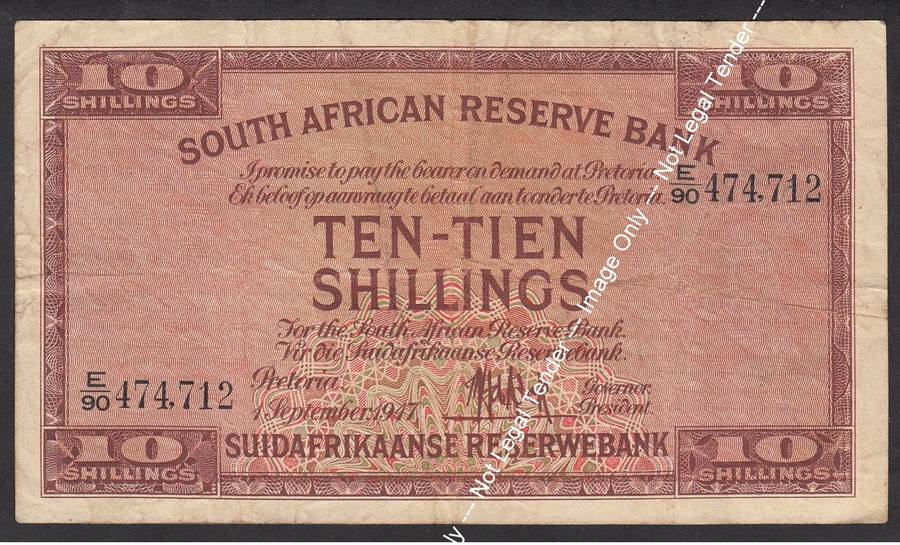 10 10
SHILLINGS SHILLINGS
SOUTH AFRICAN RESERVE BANK
I promise to pay the bearer on demand at Pretoria.
Ek beloof op aanvraag te betaal aan toonder te Pretoria.
E/90 474,712
TEN-TIEN
SHILLINGS
For the South African Reserve Bank.
Vir die Suidafrikaanse Reserwebank.
E/90 474,712
Pretoria.
1 September, 1947.
Governor.
President.
SUIDAFRIKAANSE RESERWEBANK
10 10
SHILLINGS SHILLINGS
ly ---- Not Legal Tender ---- Image Only --- Not Legal Tender ----